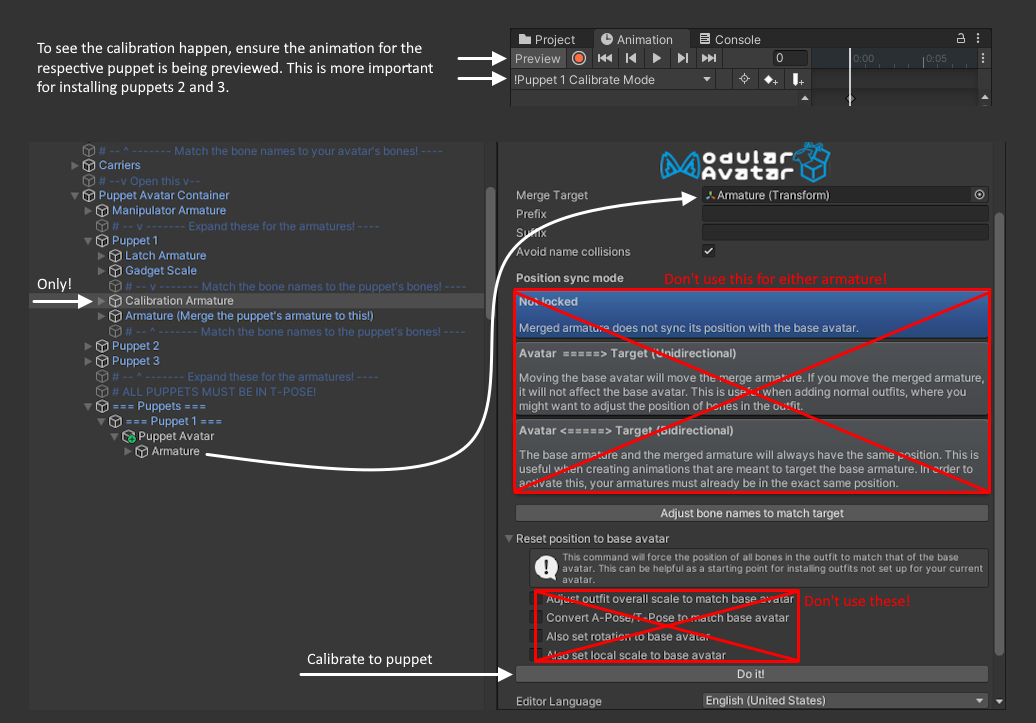 To see the calibration happen, ensure the animation for the
respective puppet is being previewed. This is more important
for installing puppets 2 and 3.
Project
Animation
Console
Preview
0
0:00
0:05
!Puppet 1 Calibrate Mode
# -- ^ ------- Match the bone names to your avatar's bones! ----
Carriers
# --v Open this v--
Puppet Avatar Container
Manipulator Armature
# -- v ------- Expand these for the armatures! ----
Puppet 1
Latch Armature
Gadget Scale
# -- v ------- Match the bone names to the puppet's bones! ----
Only!
Calibration Armature
Armature (Merge the puppet's armature to this!)
# -- ^ ------- Match the bone names to the puppet's bones! ----
Puppet 2
Puppet 3
# -- ^ ------- Expand these for the armatures! ----
# ALL PUPPETS MUST BE IN T-POSE!
=== Puppets ===
=== Puppet 1 ===
Puppet Avatar
Armature
Modular
Avatar
Merge Target
Armature (Transform)
Prefix
Suffix
Avoid name collisions
Position sync mode
Don't use this for either armature!
Not locked
Merged armature does not sync its position with the base avatar.
Avatar =====> Target (Unidirectional)
Moving the base avatar will move the merge armature. If you move the merged armature,
it will not affect the base avatar. This is useful when adding normal outfits, where you
might want to adjust the position of bones in the outfit.
Avatar <=====> Target (Bidirectional)
The base armature and the merged armature will always have the same position. This is
useful when creating animations that are meant to target the base armature. In order to
activate this, your armatures must already be in the exact same position.
Adjust bone names to match target
Reset position to base avatar
This command will force the position of all bones in the outfit to match that of the base
avatar. This can be helpful as a starting point for installing outfits not set up for your current
avatar.
Adjust outfit overall scale to match base avatar
Don't use these!
Convert A-Pose/T-Pose to match base avatar
Also set rotation to base avatar
Also set local scale to base avatar
Calibrate to puppet
Do it!
Editor Language
English (United States)